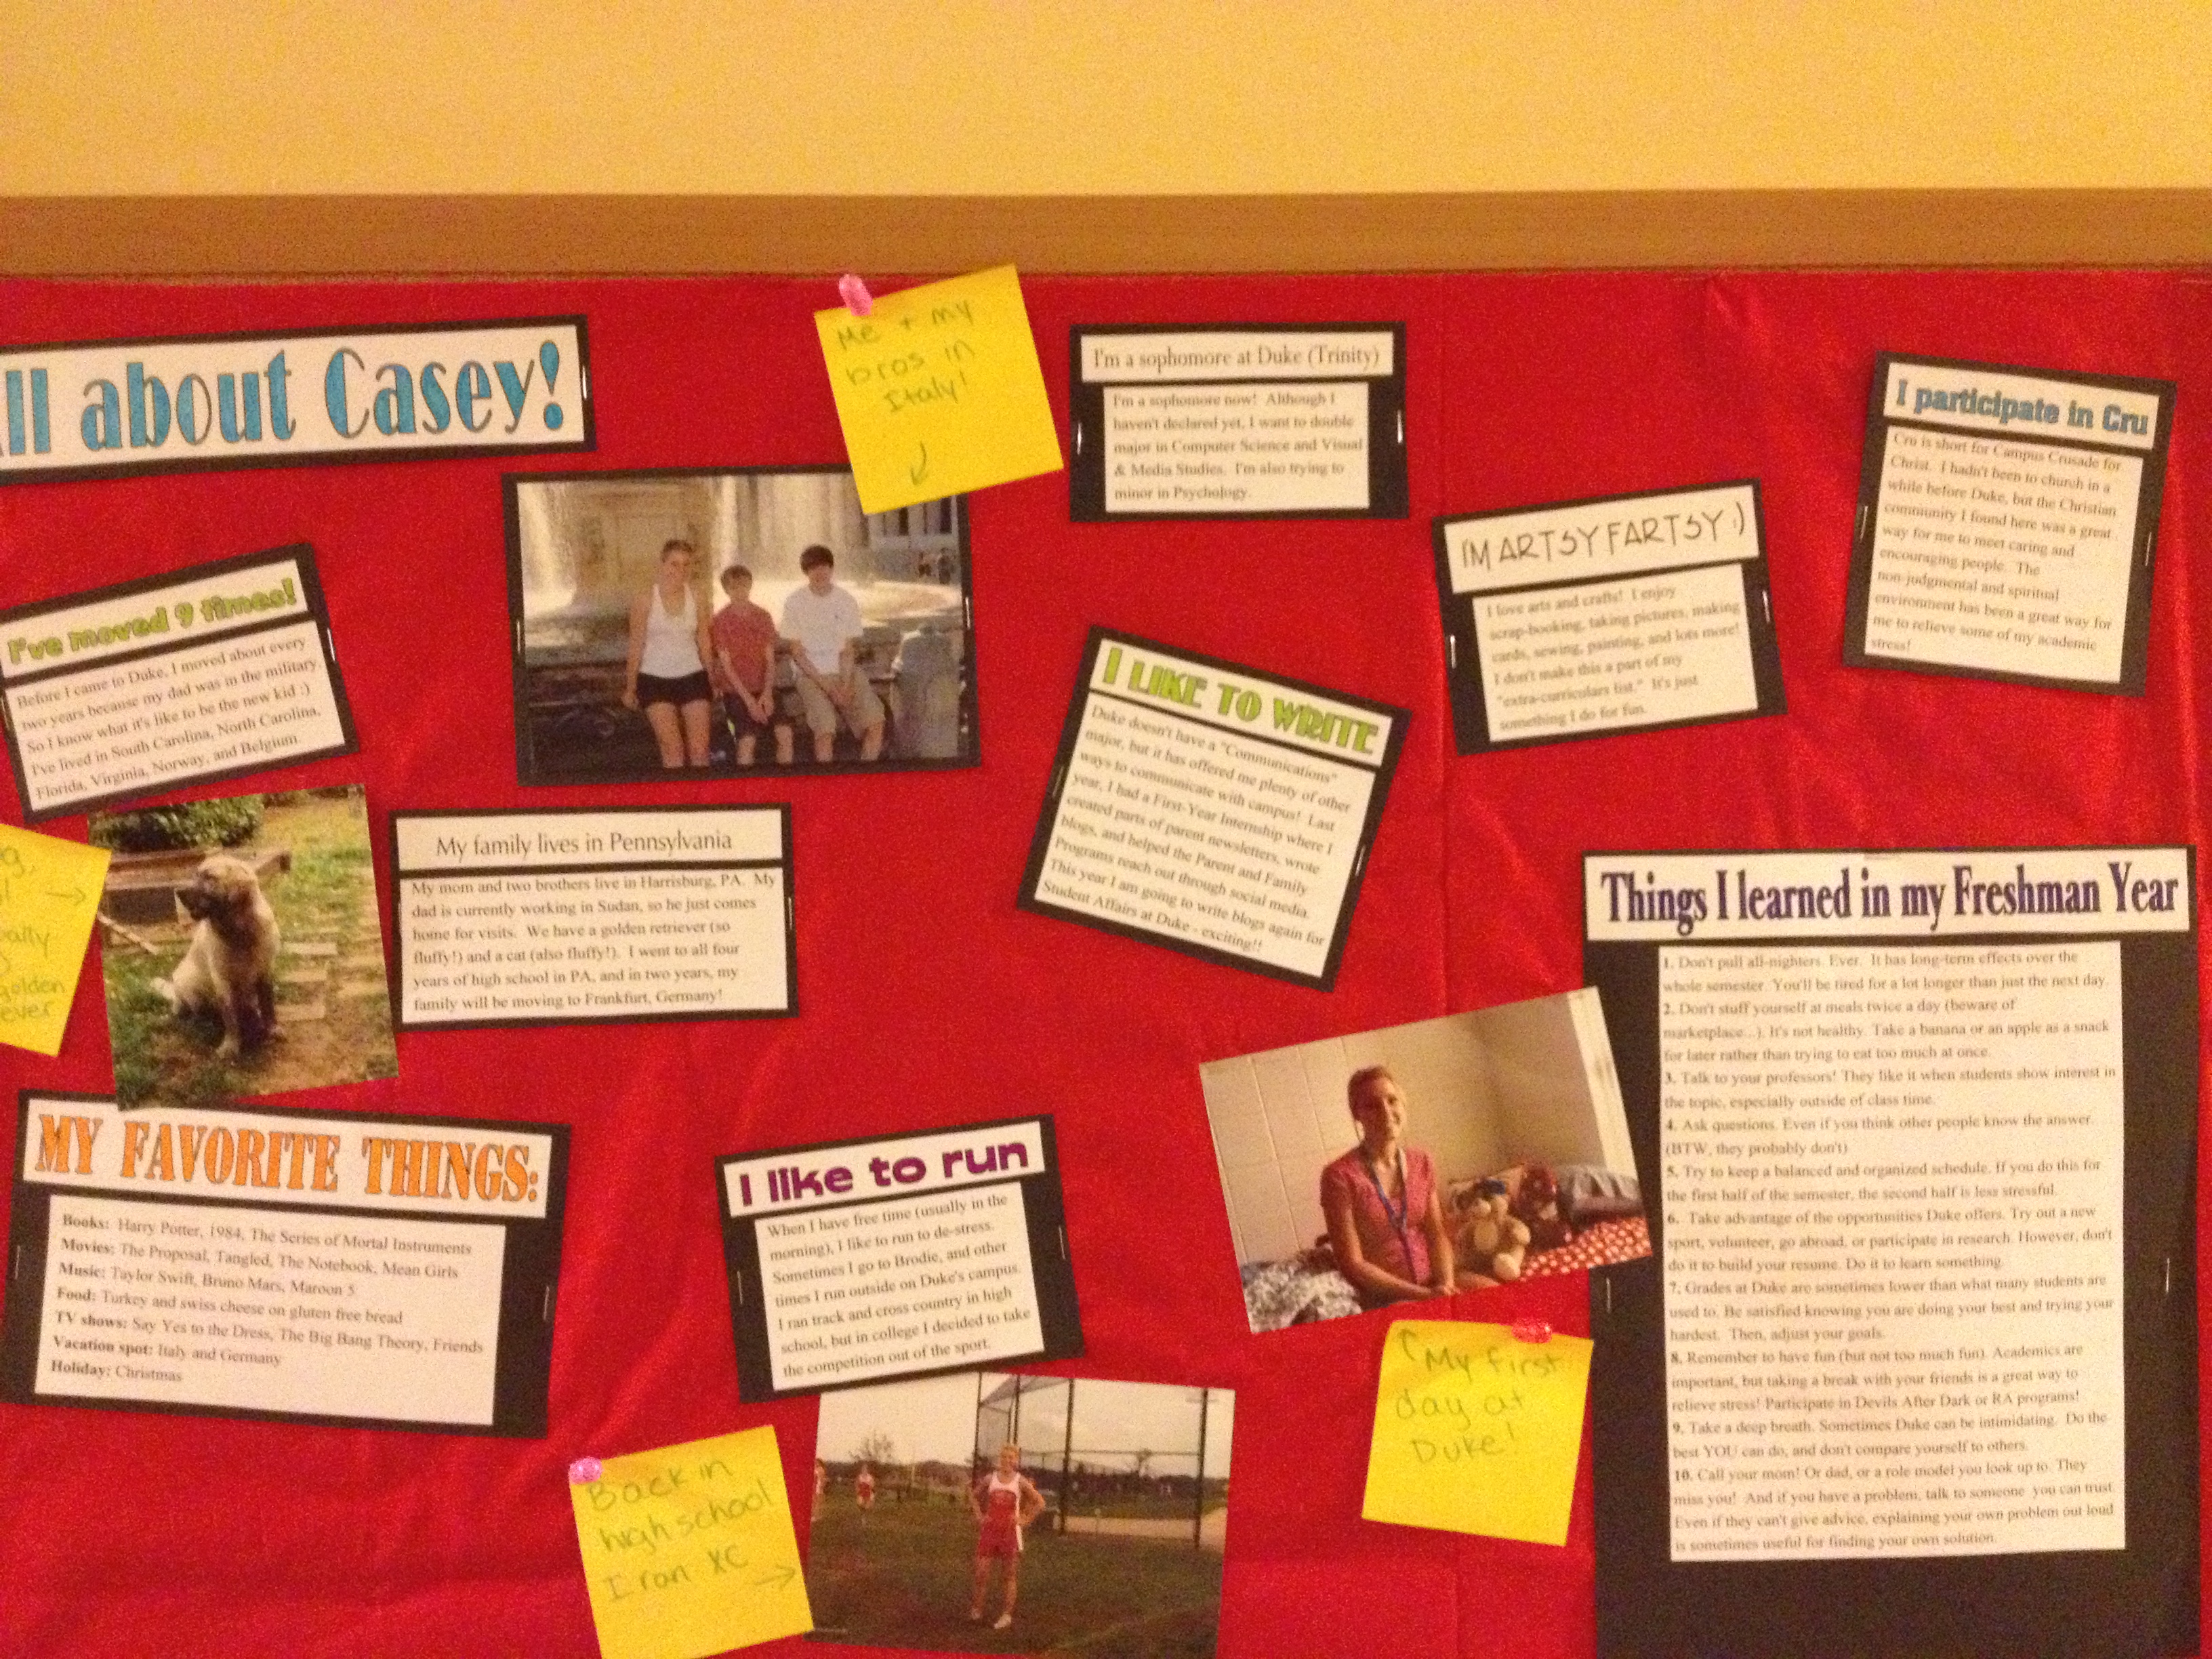 ll about Casey!
Me + my
bros in
Italy!
I'm a sophomore at Duke (Trinity)
I'm a sophomore now! Although I
haven't declared yet, I want to double
major in Computer Science and Visual
& Media Studies. I'm also trying to
minor in Psychology.
I participate in Cru
Cru is short for Campus Crusade for
Christ. I hadn't been to church in a
while before Duke, but the Christian
community I found here was a great
way for me to meet caring and
encouraging people. The
non-judgmental and spiritual
environment has been a great way for
me to relieve some of my academic
stress!
I'M ARTSY FARTSY :)
I love arts and crafts! I enjoy
scrap-booking, taking pictures, making
cards, sewing, painting, and lots more!
I don't make this a part of my
"extra-curriculars list." It's just
something I do for fun.
I've moved 9 times!
Before I came to Duke, I moved about every
two years because my dad was in the military.
So I know what it's like to be the new kid :)
I've lived in South Carolina, North Carolina,
Florida, Virginia, Norway, and Belgium.
I LIKE TO WRITE
Duke doesn't have a "Communications"
major, but it has offered me plenty of other
ways to communicate with campus! Last
year, I had a First-Year Internship where I
created parts of parent newsletters, wrote
blogs, and helped the Parent and Family
Programs reach out through social media.
This year I am going to write blogs again for
Student Affairs at Duke - exciting!!
My family lives in Pennsylvania
My mom and two brothers live in Harrisburg, PA. My
dad is currently working in Sudan, so he just comes
home for visits. We have a golden retriever (so
fluffy!) and a cat (also fluffy!). I went to all four
years of high school in PA, and in two years, my
family will be moving to Frankfurt, Germany!
golden
ever
Things I learned in my Freshman Year
1. Don't pull all-nighters. Ever. It has long-term effects over the
whole semester. You'll be tired for a lot longer than just the next day.
2. Don't stuff yourself at meals twice a day (beware of
marketplace...). It's not healthy. Take a banana or an apple as a snack
for later rather than trying to eat too much at once.
3. Talk to your professors! They like it when students show interest in
the topic, especially outside of class time.
4. Ask questions. Even if you think other people know the answer.
(BTW, they probably don't)
5. Try to keep a balanced and organized schedule. If you do this for
the first half of the semester, the second half is less stressful.
6. Take advantage of the opportunities Duke offers. Try out a new
sport, volunteer, go abroad, or participate in research. However, don't
do it to build your resume. Do it to learn something.
7. Grades at Duke are sometimes lower than what many students are
used to. Be satisfied knowing you are doing your best and trying your
hardest. Then, adjust your goals.
8. Remember to have fun (but not too much fun). Academics are
important, but taking a break with your friends is a great way to
relieve stress! Participate in Devils After Dark or RA programs!
9. Take a deep breath. Sometimes Duke can be intimidating. Do the
best YOU can do, and don't compare yourself to others.
10. Call your mom! Or dad, or a role model you look up to. They
miss you! And if you have a problem, talk to someone you can trust.
Even if they can't give advice, explaining your own problem out loud
is sometimes useful for finding your own solution.
MY FAVORITE THINGS:
Books: Harry Potter, 1984, The Series of Mortal Instruments
Movies: The Proposal, Tangled, The Notebook, Mean Girls
Music: Taylor Swift, Bruno Mars, Maroon 5
Food: Turkey and swiss cheese on gluten free bread
TV shows: Say Yes to the Dress, The Big Bang Theory, Friends
Vacation spot: Italy and Germany
Holiday: Christmas
I like to run
When I have free time (usually in the
morning), I like to run to de-stress.
Sometimes I go to Brodie, and other
times I run outside on Duke's campus.
I ran track and cross country in high
school, but in college I decided to take
the competition out of the sport.
My first
day at
Duke!
Back in
high school
I ran XC